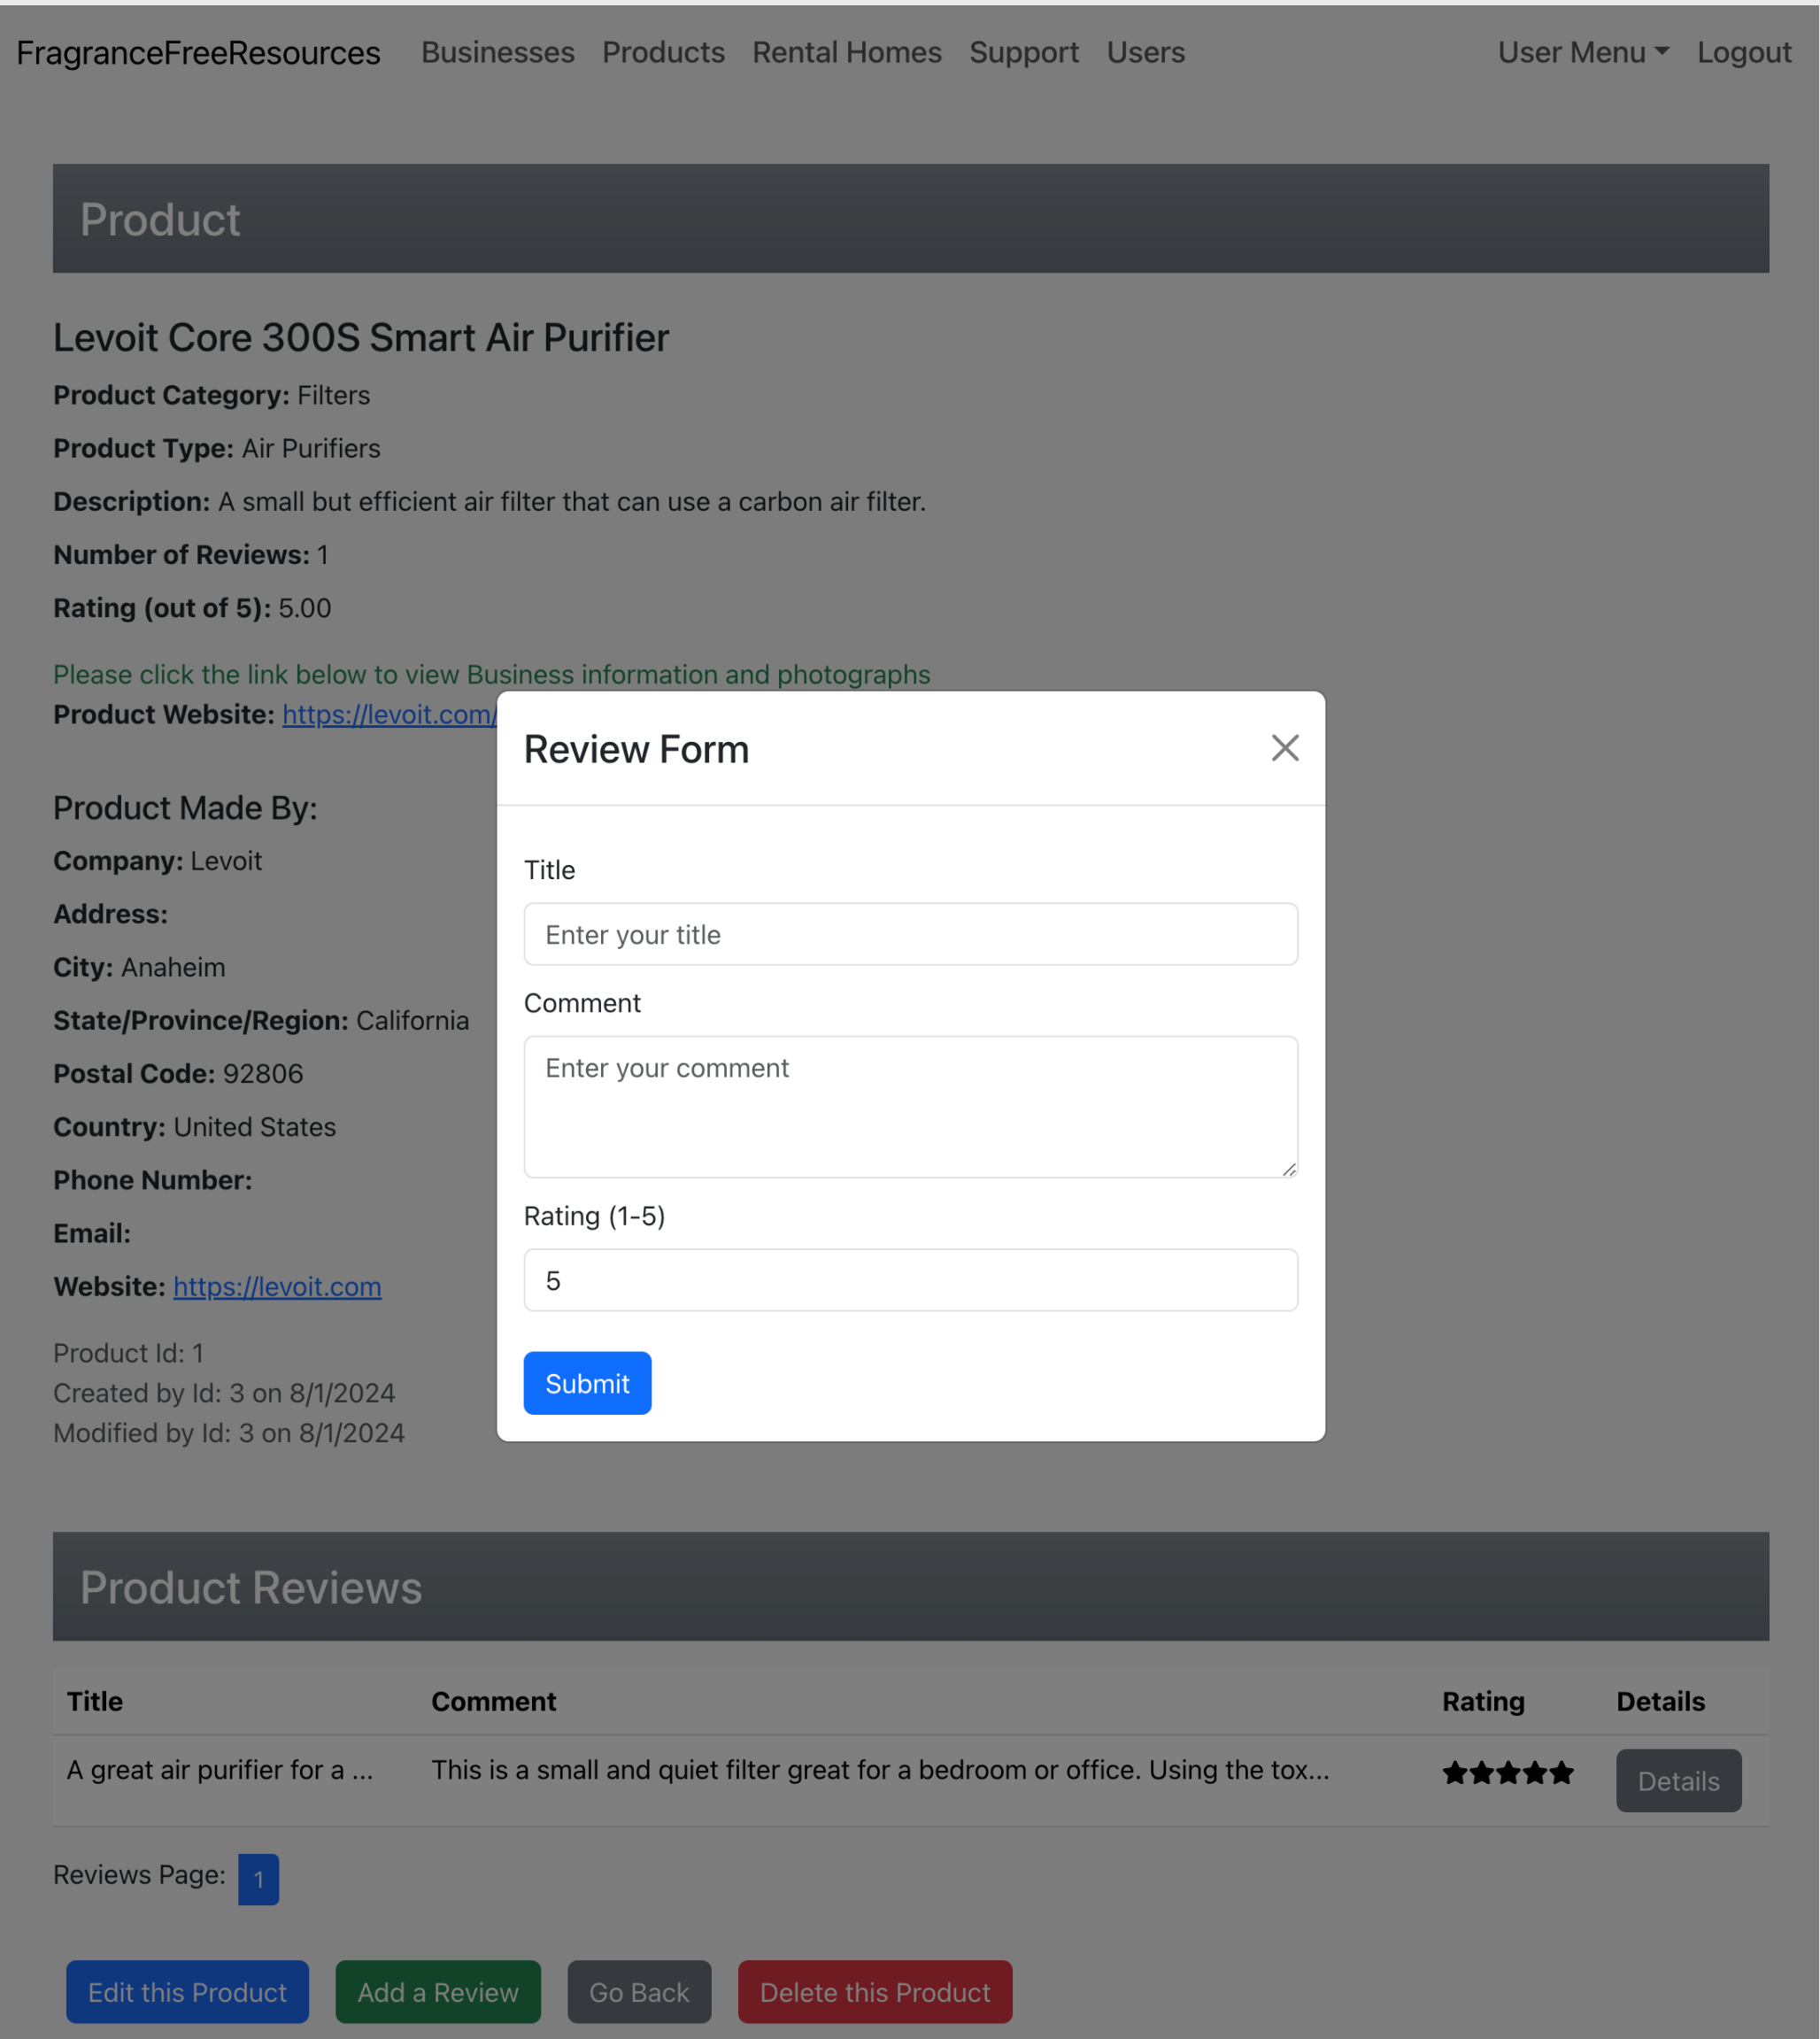 FragranceFreeResources Businesses Products Rental Homes Support Users User Menu Logout
Product
Levoit Core 300S Smart Air Purifier
Product Category: Filters
Product Type: Air Purifiers
Description: A small but efficient air filter that can use a carbon air filter.
Number of Reviews: 1
Rating (out of 5): 5.00
Please click the link below to view Business information and photographs
Product Website: https://levoit.com/
Product Made By:
Company: Levoit
Address:
City: Anaheim
State/Province/Region: California
Postal Code: 92806
Country: United States
Phone Number:
Email:
Website: https://levoit.com
Product Id: 1
Created by Id: 3 on 8/1/2024
Modified by Id: 3 on 8/1/2024
Review Form
Title
Enter your title
Comment
Enter your comment
Rating (1-5)
5
Submit
Product Reviews
Title Comment Rating Details
A great air purifier for a ... This is a small and quiet filter great for a bedroom or office. Using the tox... ★★★★★ Details
Reviews Page: 1
Edit this Product Add a Review Go Back Delete this Product